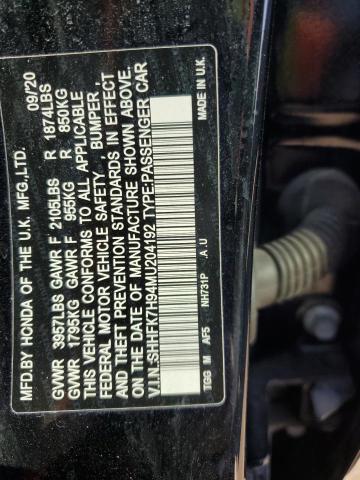 MFD.BY HONDA OF THE U.K. MFG.,LTD. 09/20
GVWR 3957LBS GAWR F 2105LBS R 1874LBS
GVWR 1795KG GAWR F 955KG R 850KG
THIS VEHICLE CONFORMS TO ALL APPLICABLE
FEDERAL MOTOR VEHICLE SAFETY, BUMPER,
AND THEFT PREVENTION STANDARDS IN EFFECT
ON THE DATE OF MANUFACTURE SHOWN ABOVE.
V.I.N.:SHHFK7H94MU204192 TYPE:PASSENGER CAR
TGG M AF5 NH731P .A.U MADE IN U.K.